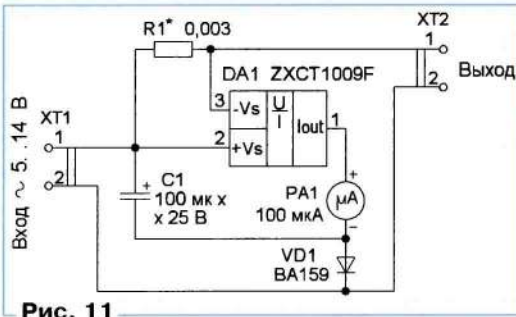 R1* 0,003
XT2
1
2
Выход
DA1 ZXCT1009F
3
-Vs
U
I
Iout
1
2
+Vs
XT1
1
2
Вход ~ 5...14 В
C1
100 мк х
х 25 В
+
PA1
100 мкА
+
μA
–
VD1
BA159
Рис. 11